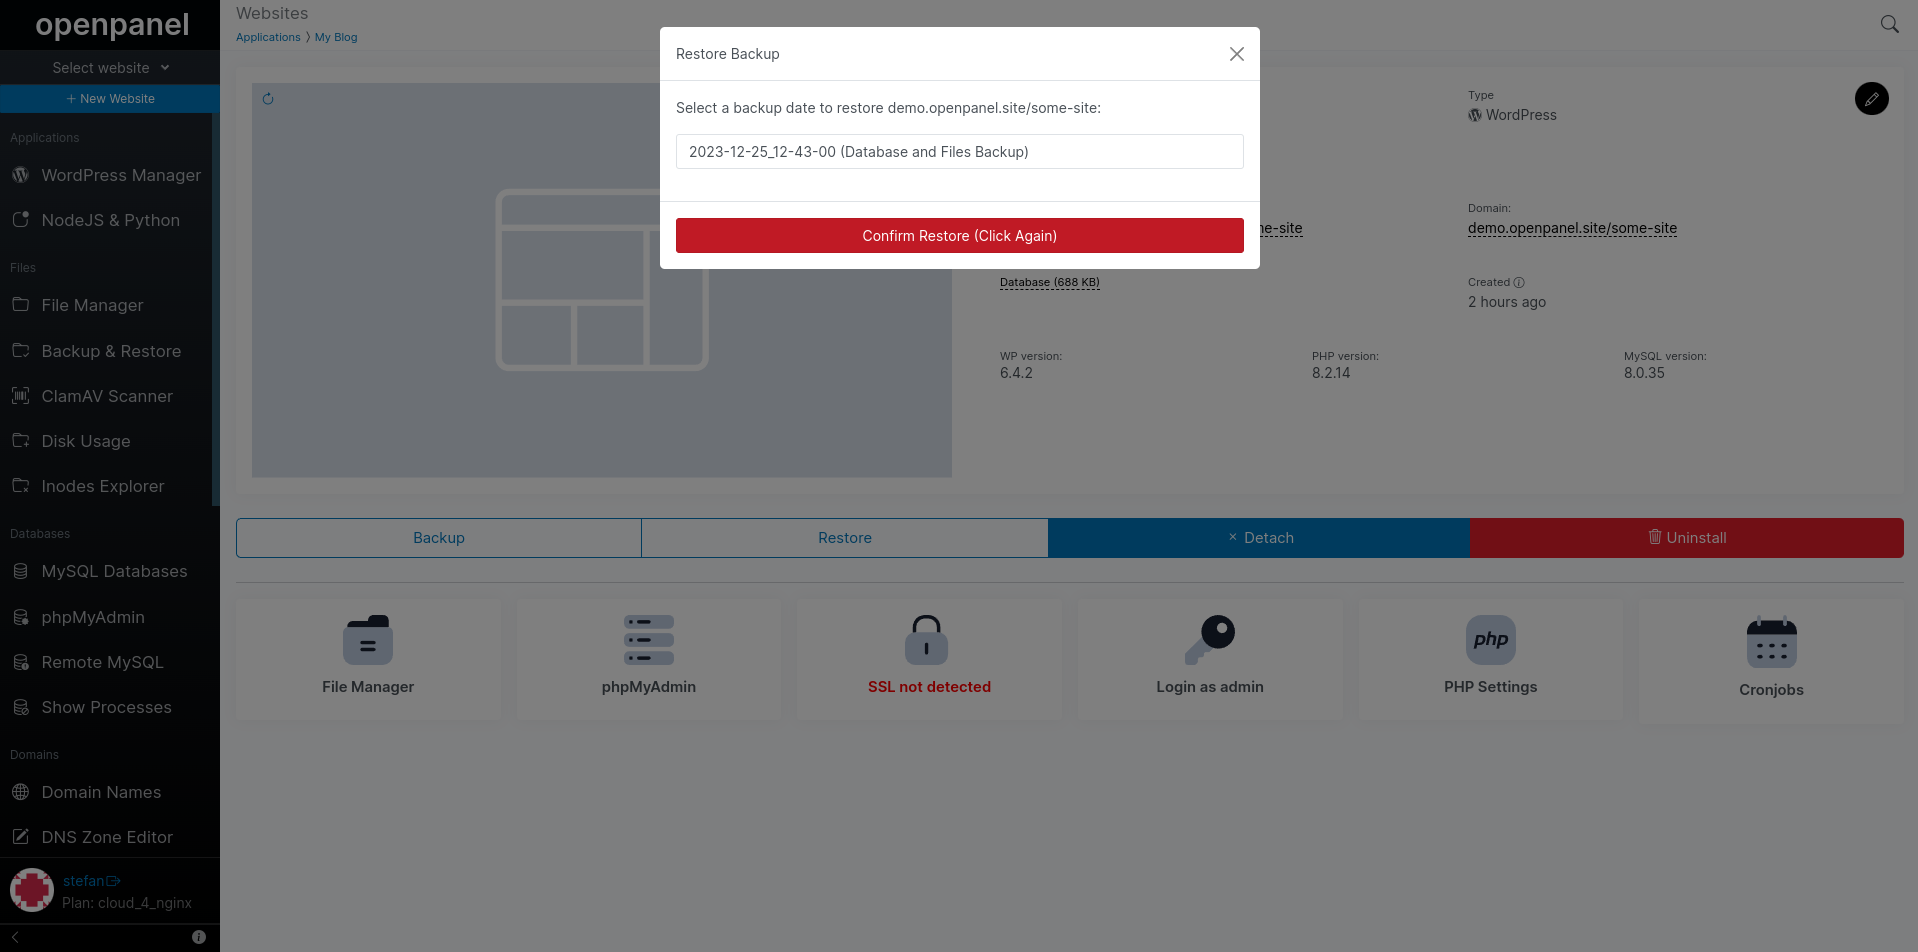 openpanel
Select website
+ New Website
Applications
WordPress Manager
NodeJS & Python
Files
File Manager
Backup & Restore
ClamAV Scanner
Disk Usage
Inodes Explorer
Databases
MySQL Databases
phpMyAdmin
Remote MySQL
Show Processes
Domains
Domain Names
DNS Zone Editor
stefan
Plan: cloud_4_nginx
Websites
Applications
My Blog
Restore Backup
Select a backup date to restore demo.openpanel.site/some-site:
2023-12-25_12-43-00 (Database and Files Backup)
Confirm Restore (Click Again)
Type
WordPress
Domain:
demo.openpanel.site/some-site
Database (688 KB)
Created
2 hours ago
WP version:
6.4.2
PHP version:
8.2.14
MySQL version:
8.0.35
Backup
Restore
Detach
Uninstall
File Manager
phpMyAdmin
SSL not detected
Login as admin
php
PHP Settings
Cronjobs